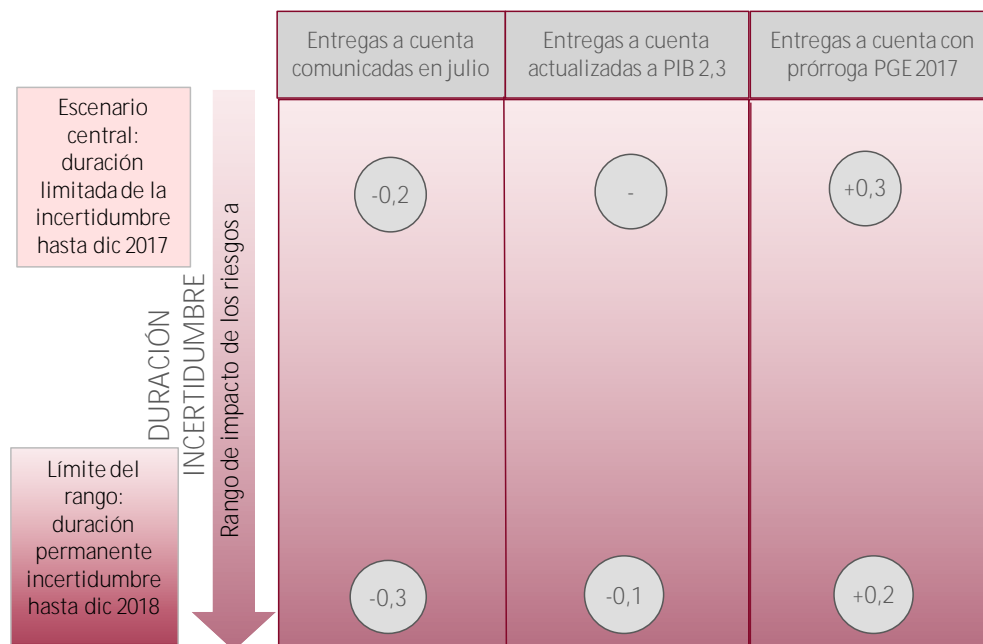 Entregas a cuenta
comunicadas en julio
Entregas a cuenta
actualizadas a PIB 2,3
Entregas a cuenta con
prórroga PGE 2017
Escenario
central:
duración
limitada de la
incertidumbre
hasta dic 2017
-0,2
-
+0,3
DURACIÓN
INCERTIDUMBRE
Rango de impacto de los riesgos a
Límite del
rango:
duración
permanente
incertidumbre
hasta dic 2018
-0,3
-0,1
+0,2